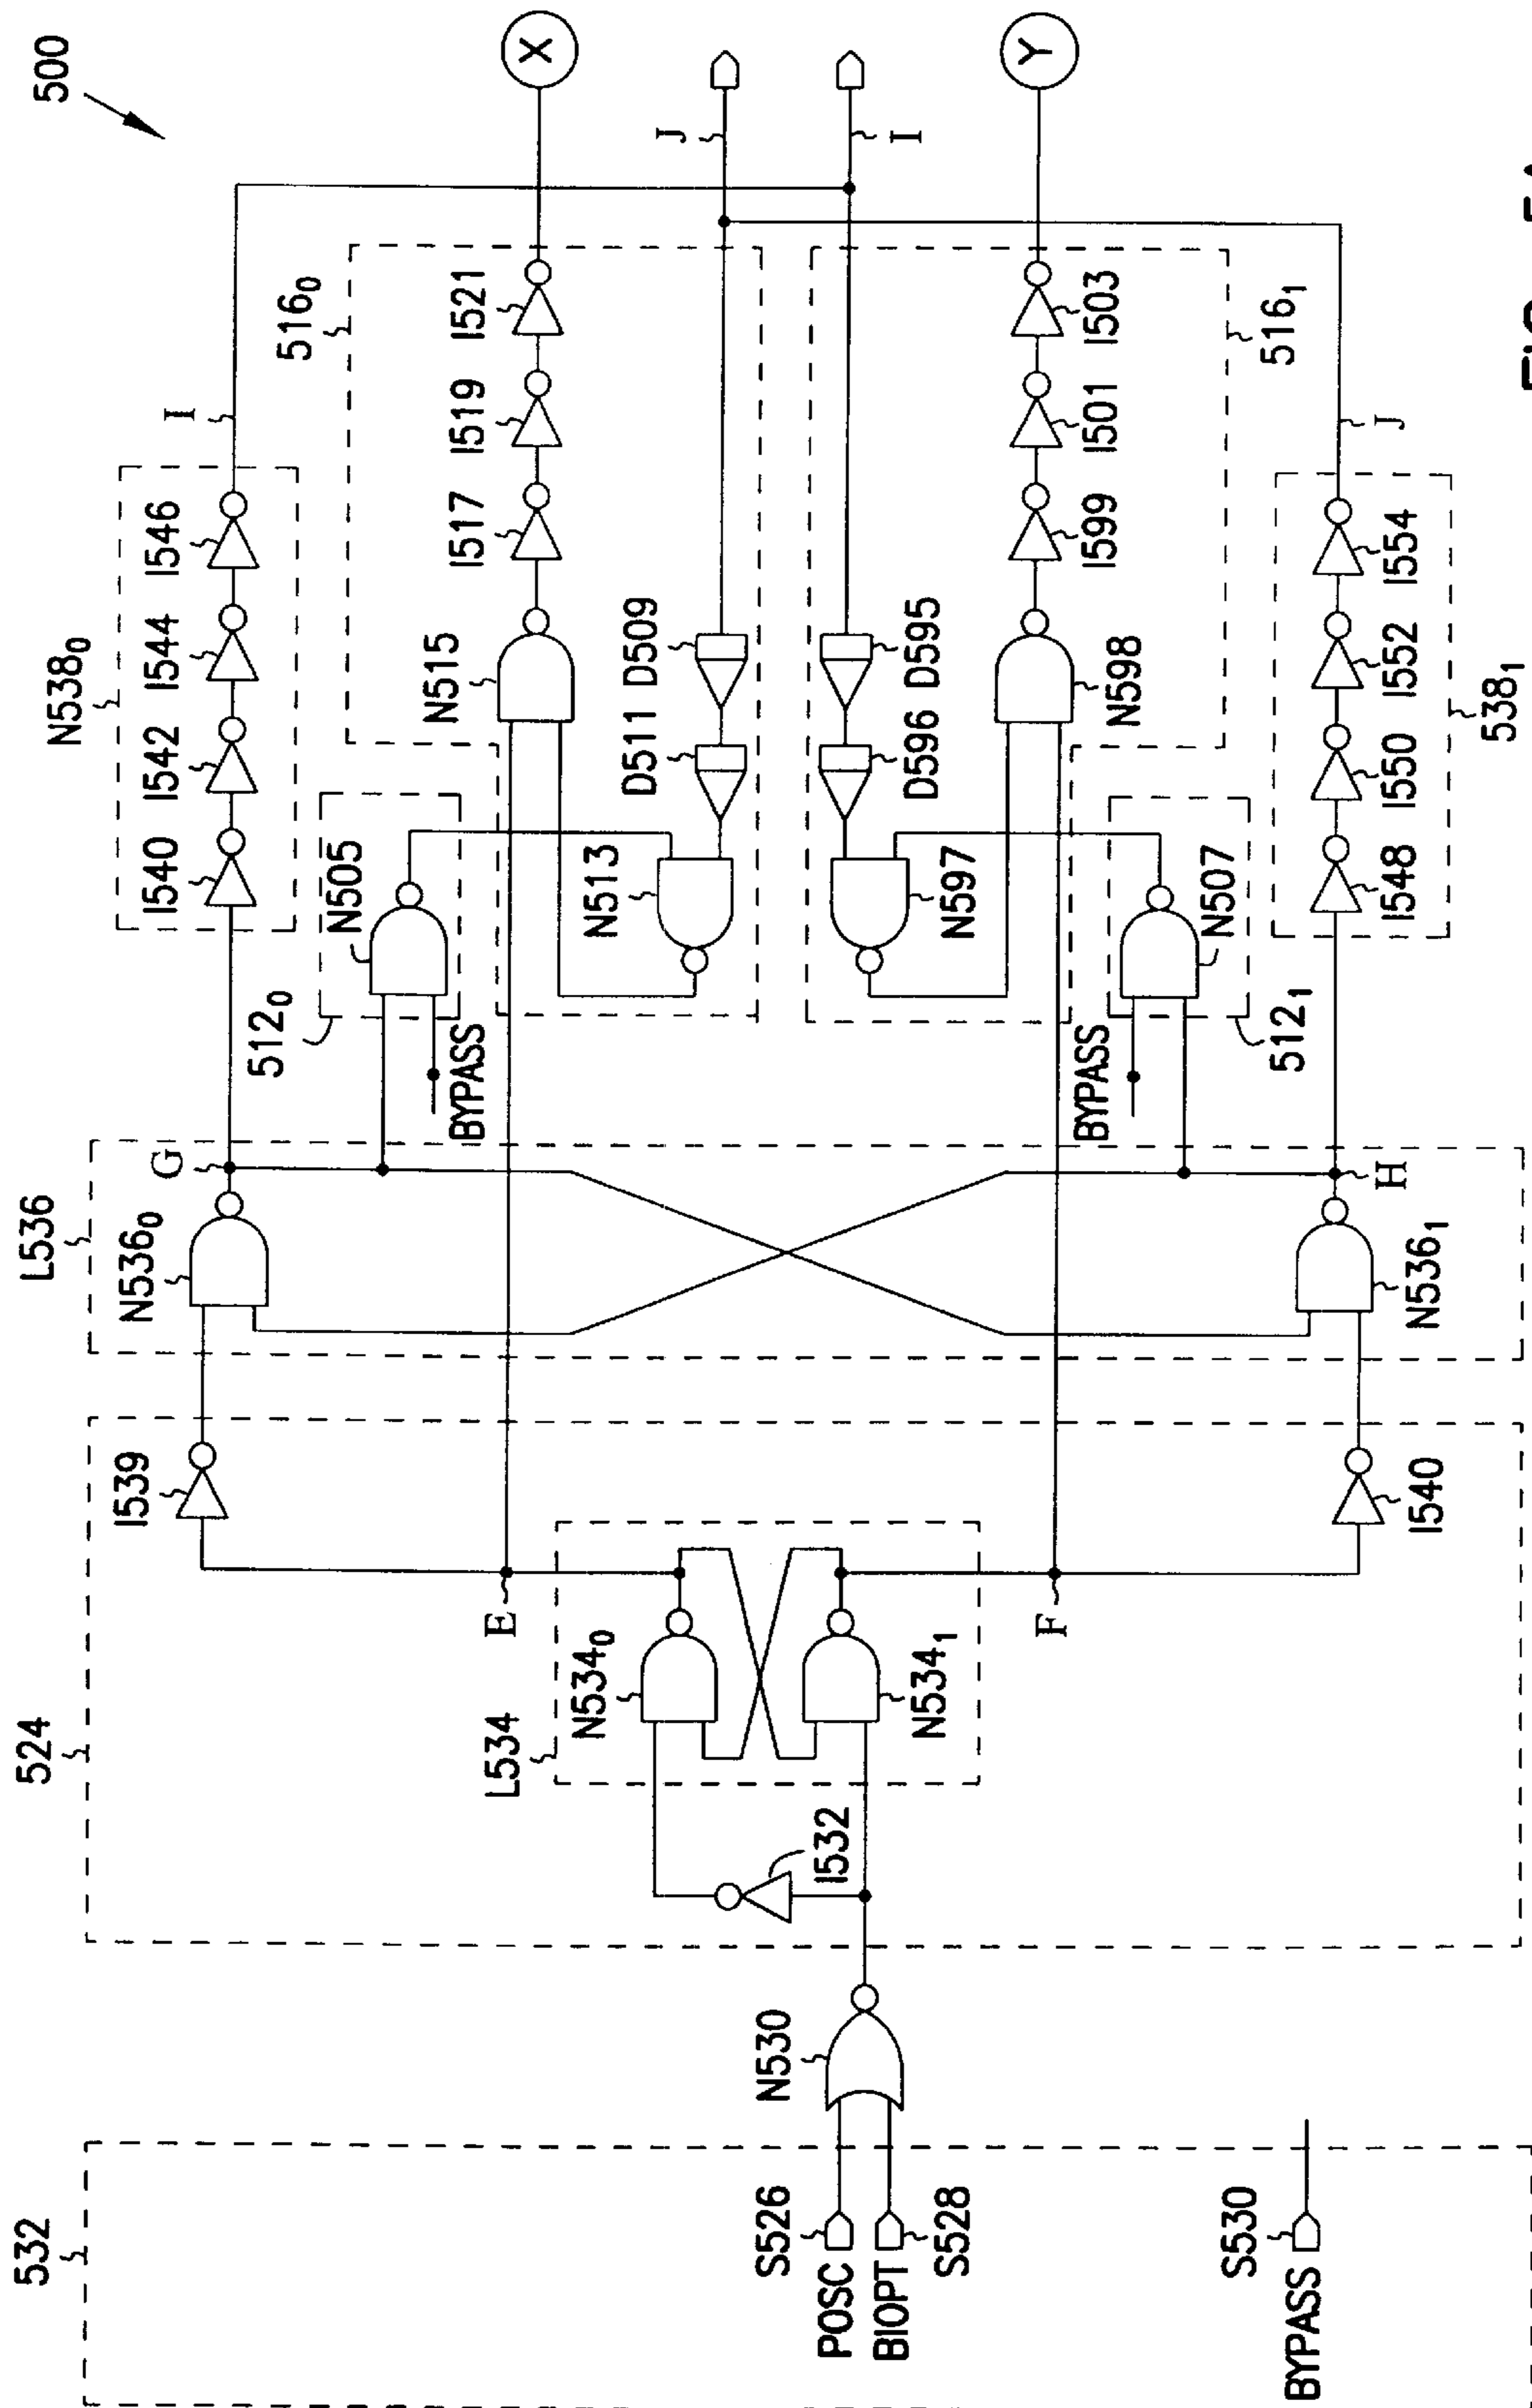 500
X
J
I
Y
516₀
I521
I519
I517
N515
I
N538₀
I546
I544
I542
I540
D509
D511
N505
N513
512₀
BYPASS
D595
D596
N597
N598
I503
I501
I599
516₁
J
I554
I552
I550
I548
538₁
N507
512₁
BYPASS
L536
G
N536₀
H
N536₁
524
I539
E
L534
N534₀
N534₁
I532
F
I540
N530
532
S526
POSC
BIOPT
S528
S530
BYPASS